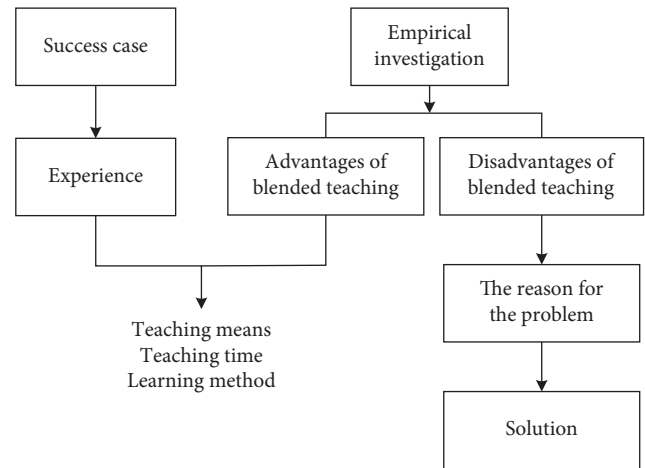 Success case
Empirical
investigation
Experience
Advantages of
blended teaching
Disadvantages of
blended teaching
The reason for
the problem
Teaching means
Teaching time
Learning method
Solution